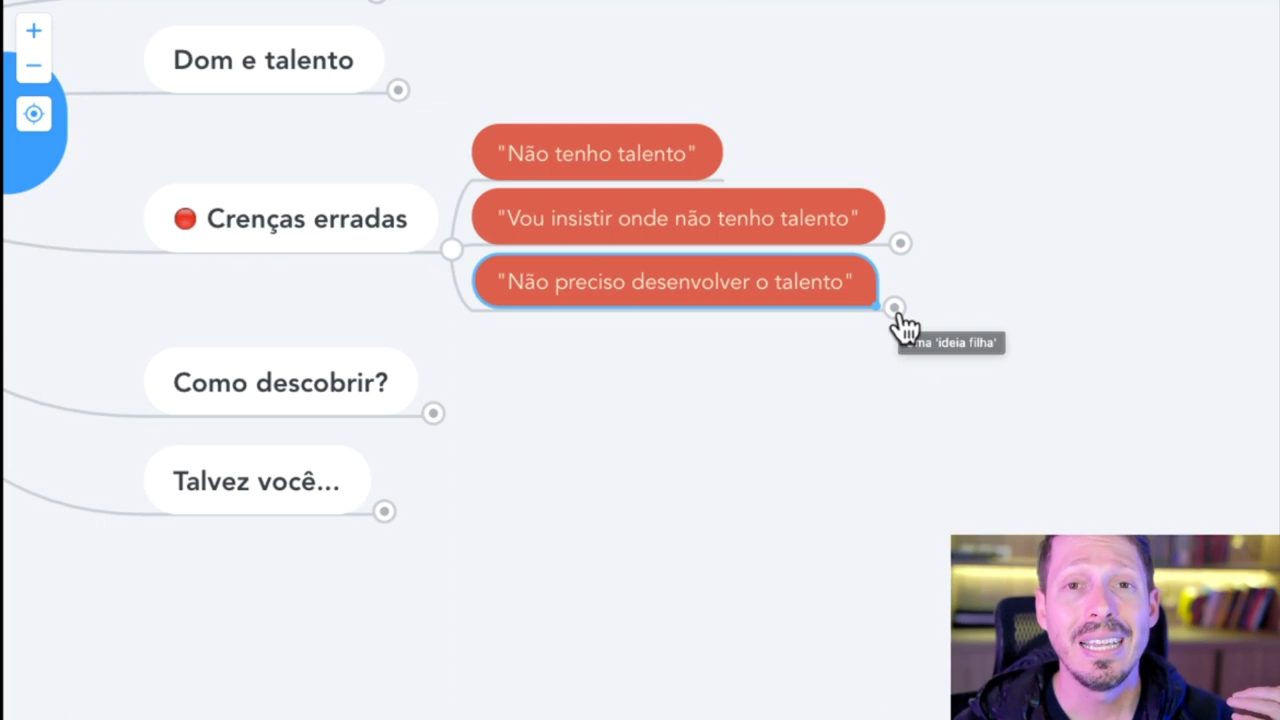 Dom e talento
"Não tenho talento"
Crenças erradas
"Vou insistir onde não tenho talento"
"Não preciso desenvolver o talento"
'ideia filha'
Como descobrir?
Talvez você...